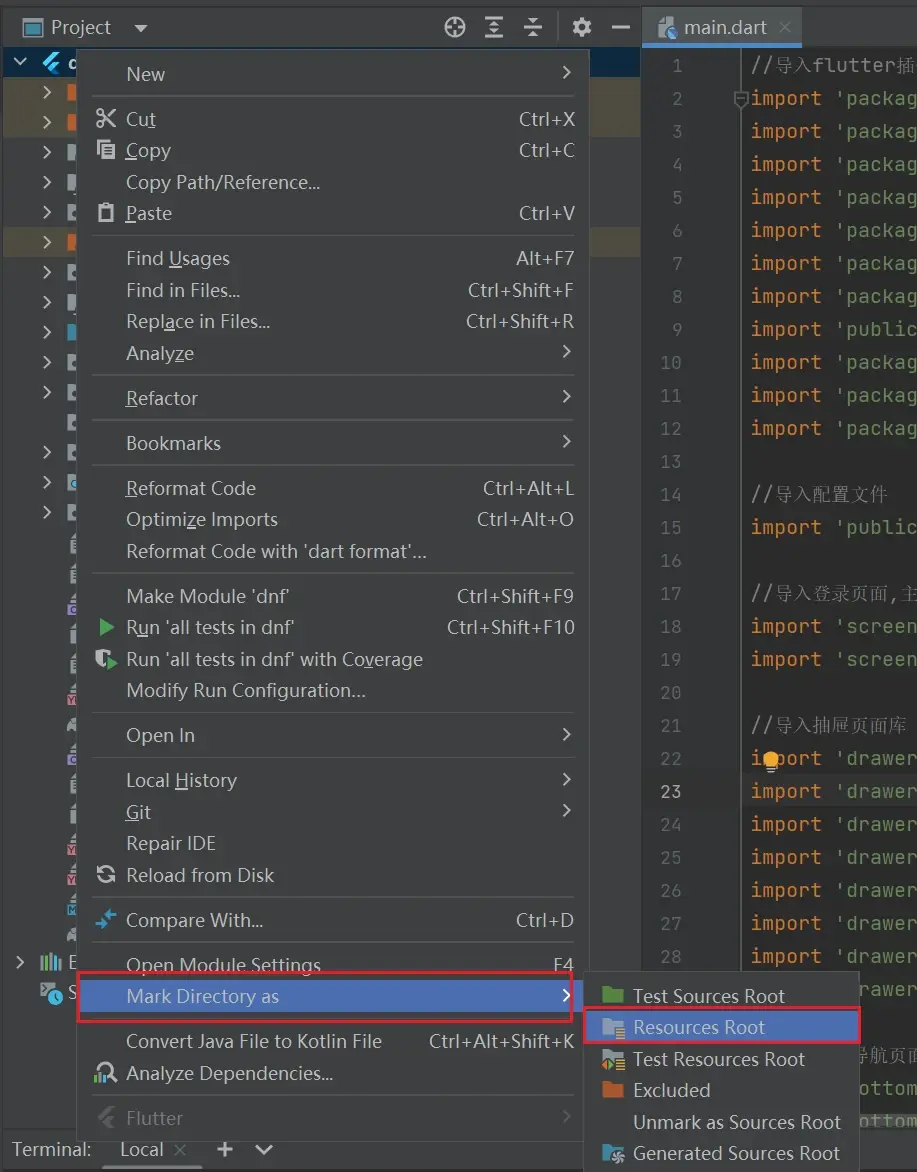 Project
main.dart
New
Cut Ctrl+X
Copy Ctrl+C
Copy Path/Reference...
Paste Ctrl+V
Find Usages Alt+F7
Find in Files... Ctrl+Shift+F
Replace in Files... Ctrl+Shift+R
Analyze
Refactor
Bookmarks
Reformat Code Ctrl+Alt+L
Optimize Imports Ctrl+Alt+O
Reformat Code with 'dart format'...
Make Module 'dnf' Ctrl+Shift+F9
Run 'all tests in dnf' Ctrl+Shift+F10
Run 'all tests in dnf' with Coverage
Modify Run Configuration...
Open In
Local History
Git
Repair IDE
Reload from Disk
Compare With... Ctrl+D
Open Module Settings F4
Mark Directory as
Convert Java File to Kotlin File Ctrl+Alt+Shift+K
Analyze Dependencies...
Flutter
Test Sources Root
Resources Root
Test Resources Root
Excluded
Unmark as Sources Root
Generated Sources Root
1 //导入flutter插
2 import 'packag
3 import 'packag
4 import 'packag
5 import 'packag
6 import 'packag
7 import 'packag
8 import 'packag
9 import 'public
10 import 'packag
11 import 'packag
12 import 'packag
13
14 //导入配置文件
15 import 'public
16
17 //导入登录页面,主
18 import 'screen
19 import 'screen
20
21 //导入抽屉页面库
22 import 'drawer
23 import 'drawer
24 import 'drawer
25 import 'drawer
26 import 'drawer
27 import 'drawer
28 import 'drawer
rawer
导航页面
ottom
ottom
Terminal: Local